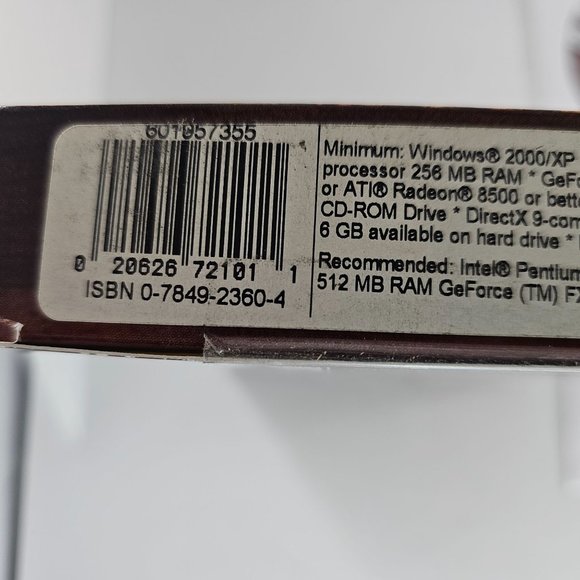 601057355
0 20626 72101 1
ISBN 0-7849-2360-4
Minimum: Windows® 2000/XP
processor 256 MB RAM * GeFo
or ATI® Radeon® 8500 or bette
CD-ROM Drive * DirectX 9-com
6 GB available on hard drive *
Recommended: Intel® Pentium
512 MB RAM GeForce (TM) FX